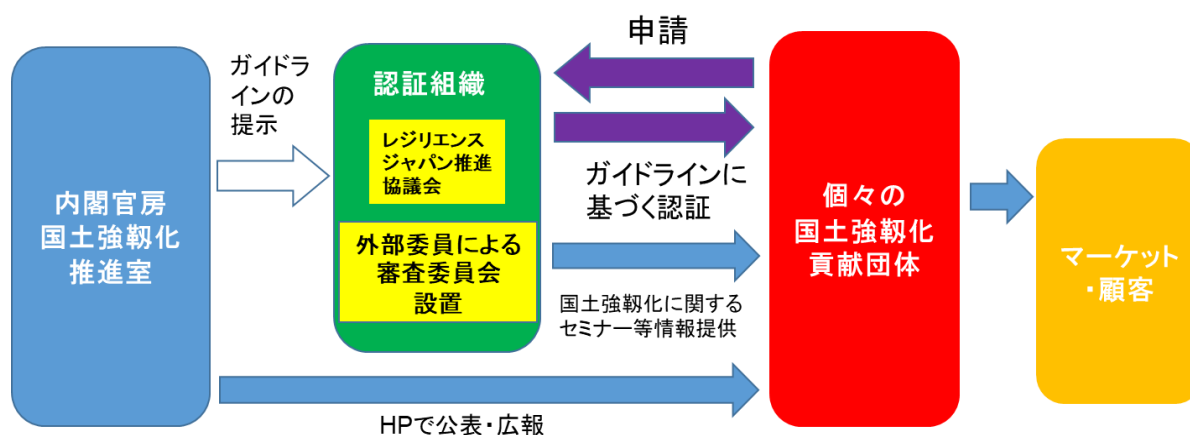 内閣官房
国土強靱化
推進室
ガイドラ
インの
提示
認証組織
レジリエンス
ジャパン推進
協議会
外部委員による
審査委員会
設置
申請
ガイドラインに
基づく認証
国土強靱化に関する
セミナー等情報提供
HPで公表・広報
個々の
国土強靱化
貢献団体
マーケット
・顧客